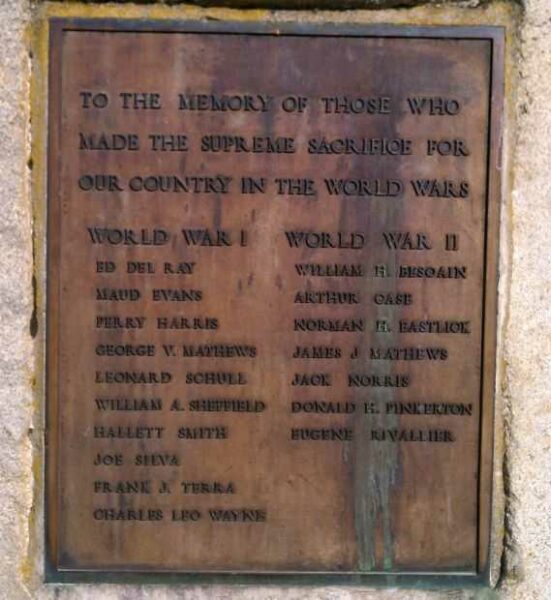 TO THE MEMORY OF THOSE WHO
MADE THE SUPREME SACRIFICE FOR
OUR COUNTRY IN THE WORLD WARS
WORLD WAR I
ED DEL RAY
MAUD EVANS
PERRY HARRIS
GEORGE V. MATHEWS
LEONARD SCHULL
WILLIAM A. SHEFFIELD
HALLETT SMITH
JOE SILVA
FRANK J. TERRA
CHARLES LEO WAYNE
WORLD WAR II
WILLIAM H. BESOAIN
ARTHUR CASE
NORMAN H. EASTLICK
JAMES J. MATHEWS
JACK NORRIS
DONALD H. PINKERTON
EUGENE RIVALLIER